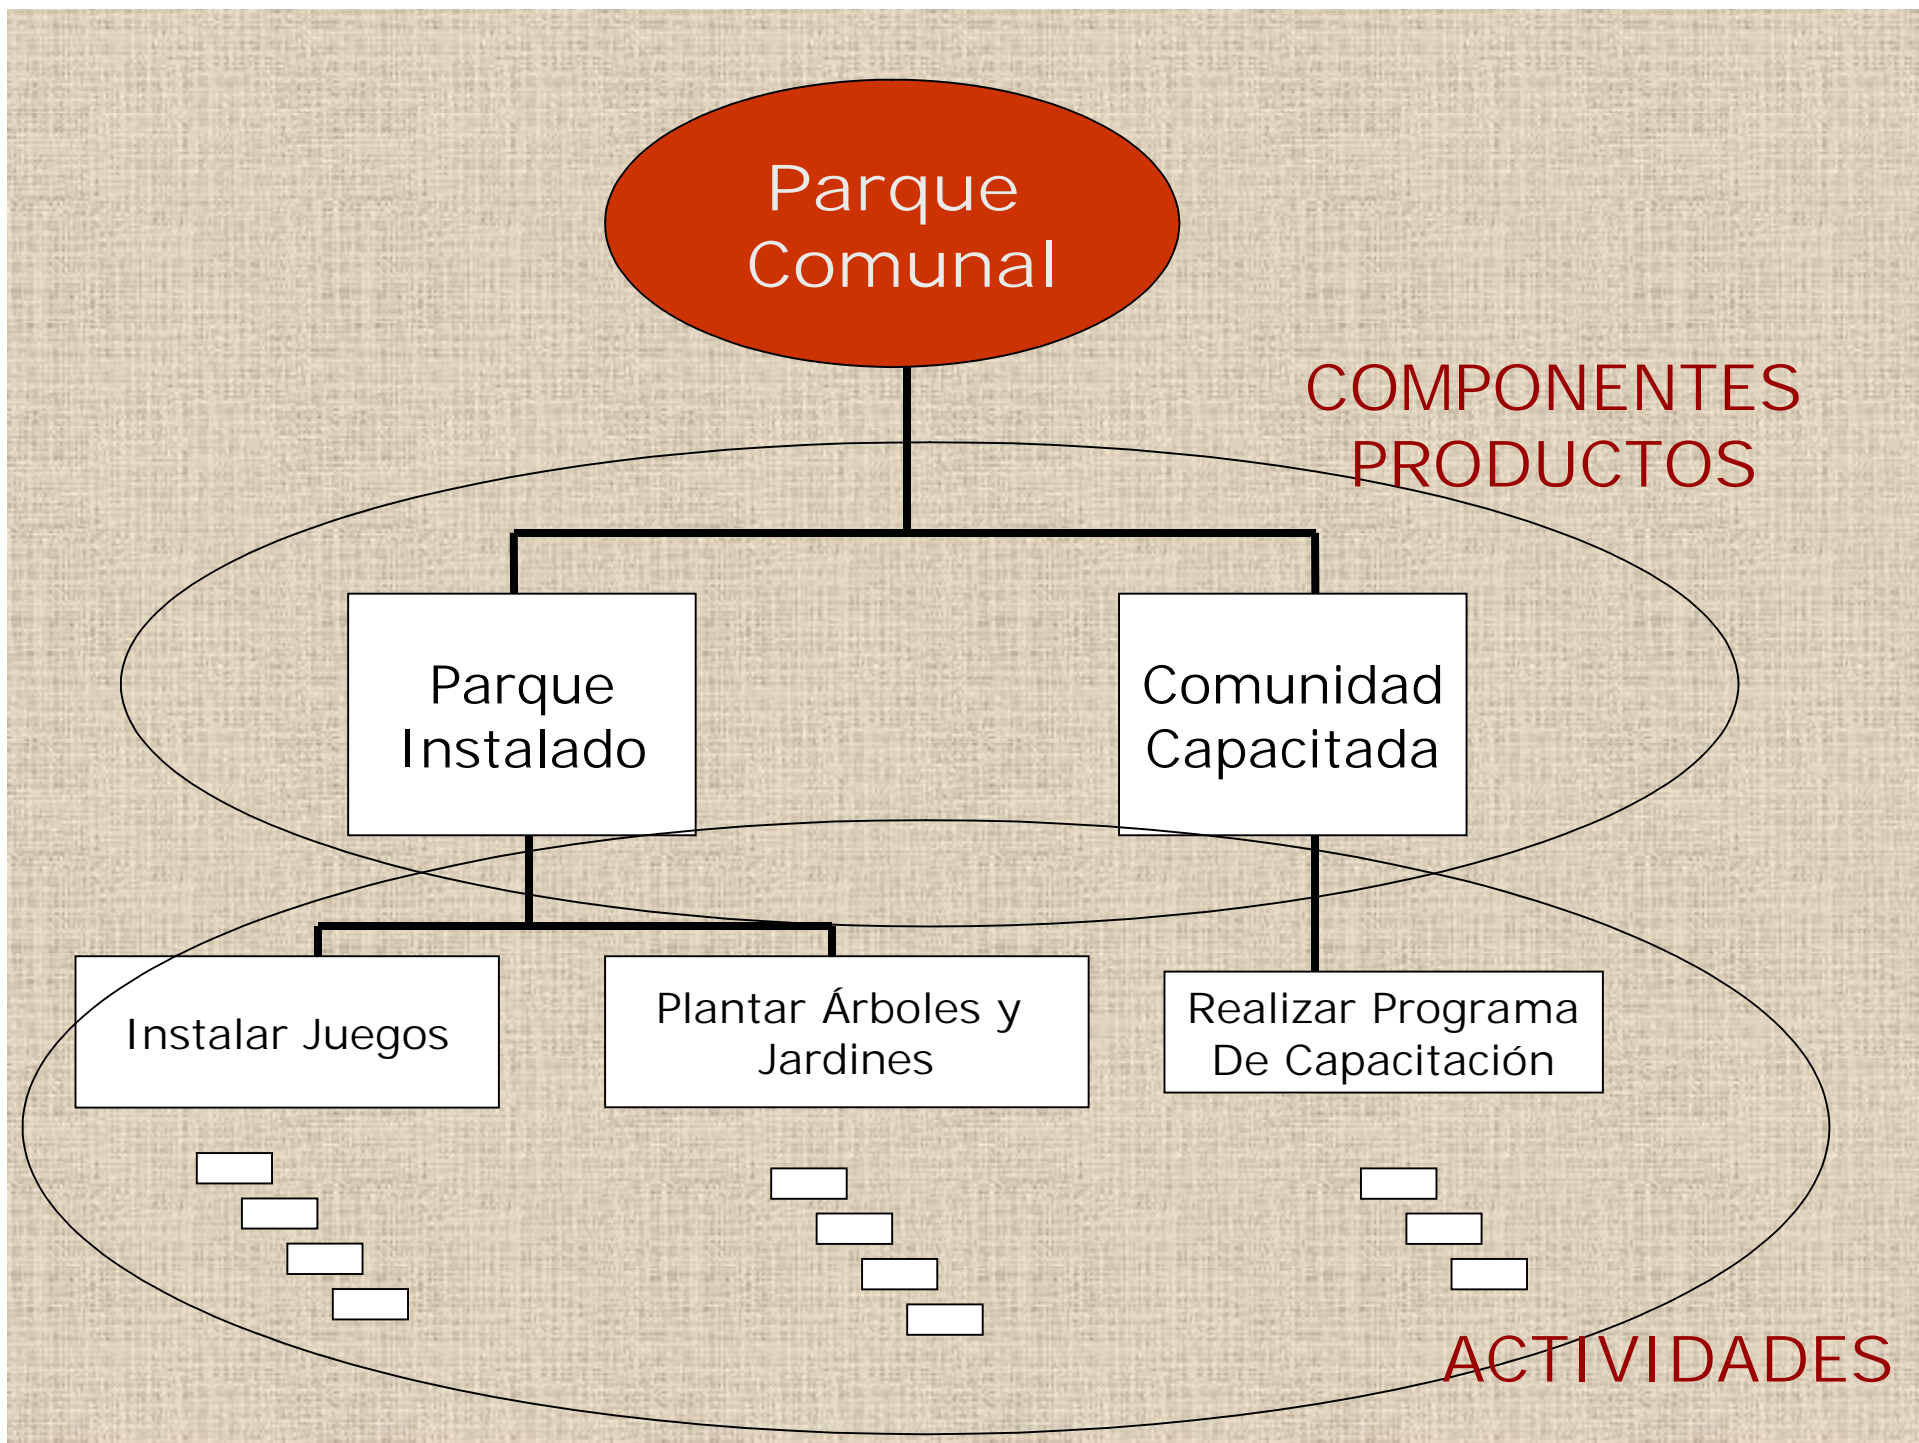 Parque
Comunal
COMPONENTES
PRODUCTOS
Parque
Instalado
Comunidad
Capacitada
Instalar Juegos
Plantar Árboles y
Jardines
Realizar Programa
De Capacitación
ACTIVIDADES